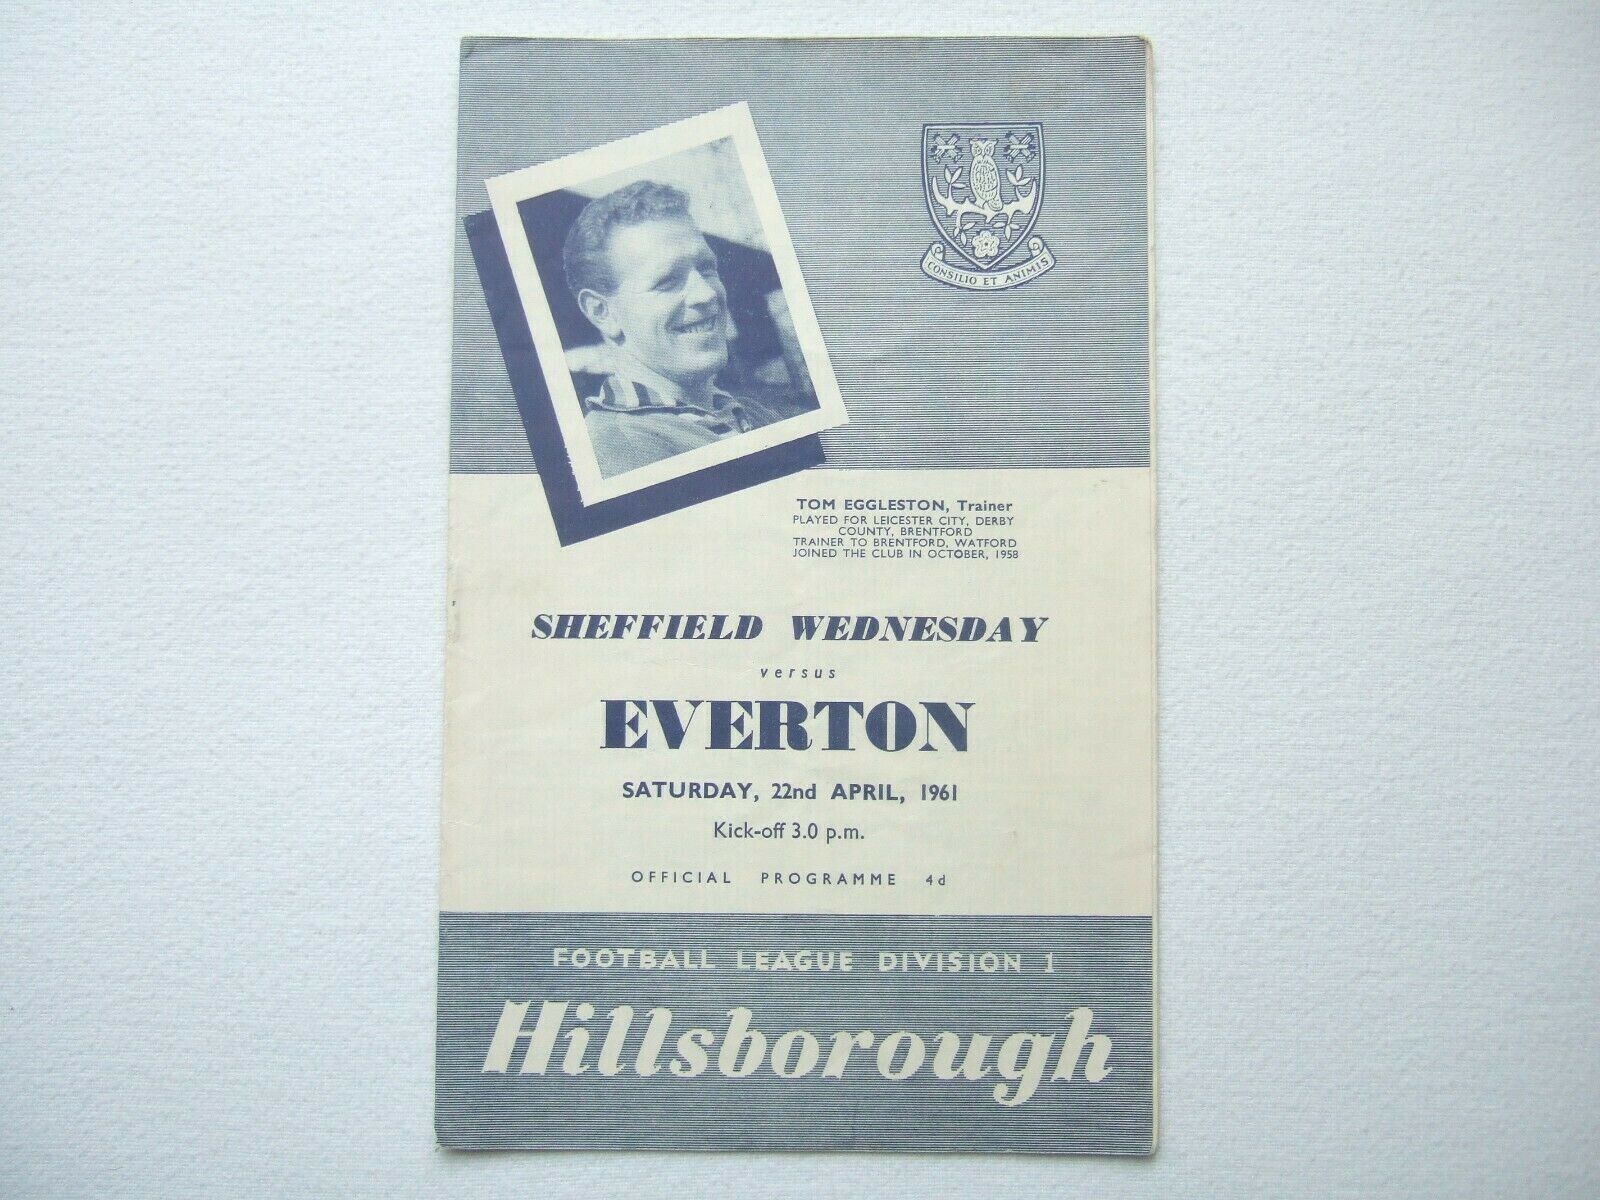 CONSILIO ET ANIMIS
TOM EGGLESTON, Trainer
PLAYED FOR LEICESTER CITY, DERBY
COUNTY, BRENTFORD
TRAINER TO BRENTFORD, WATFORD
JOINED THE CLUB IN OCTOBER, 1958
SHEFFIELD WEDNESDAY
versus
EVERTON
SATURDAY, 22nd APRIL, 1961
Kick-off 3.0 p.m.
OFFICIAL PROGRAMME 4d
FOOTBALL LEAGUE DIVISION 1
Hillsborough